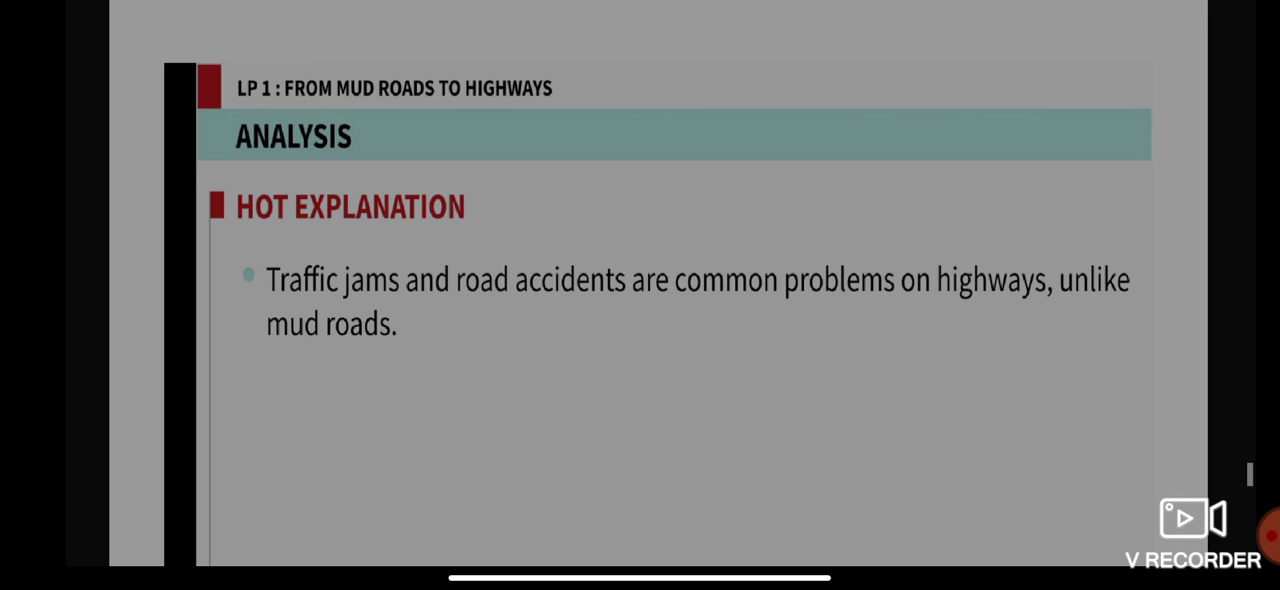 LP 1 : FROM MUD ROADS TO HIGHWAYS
ANALYSIS
HOT EXPLANATION
Traffic jams and road accidents are common problems on highways, unlike
mud roads.
V RECORDER